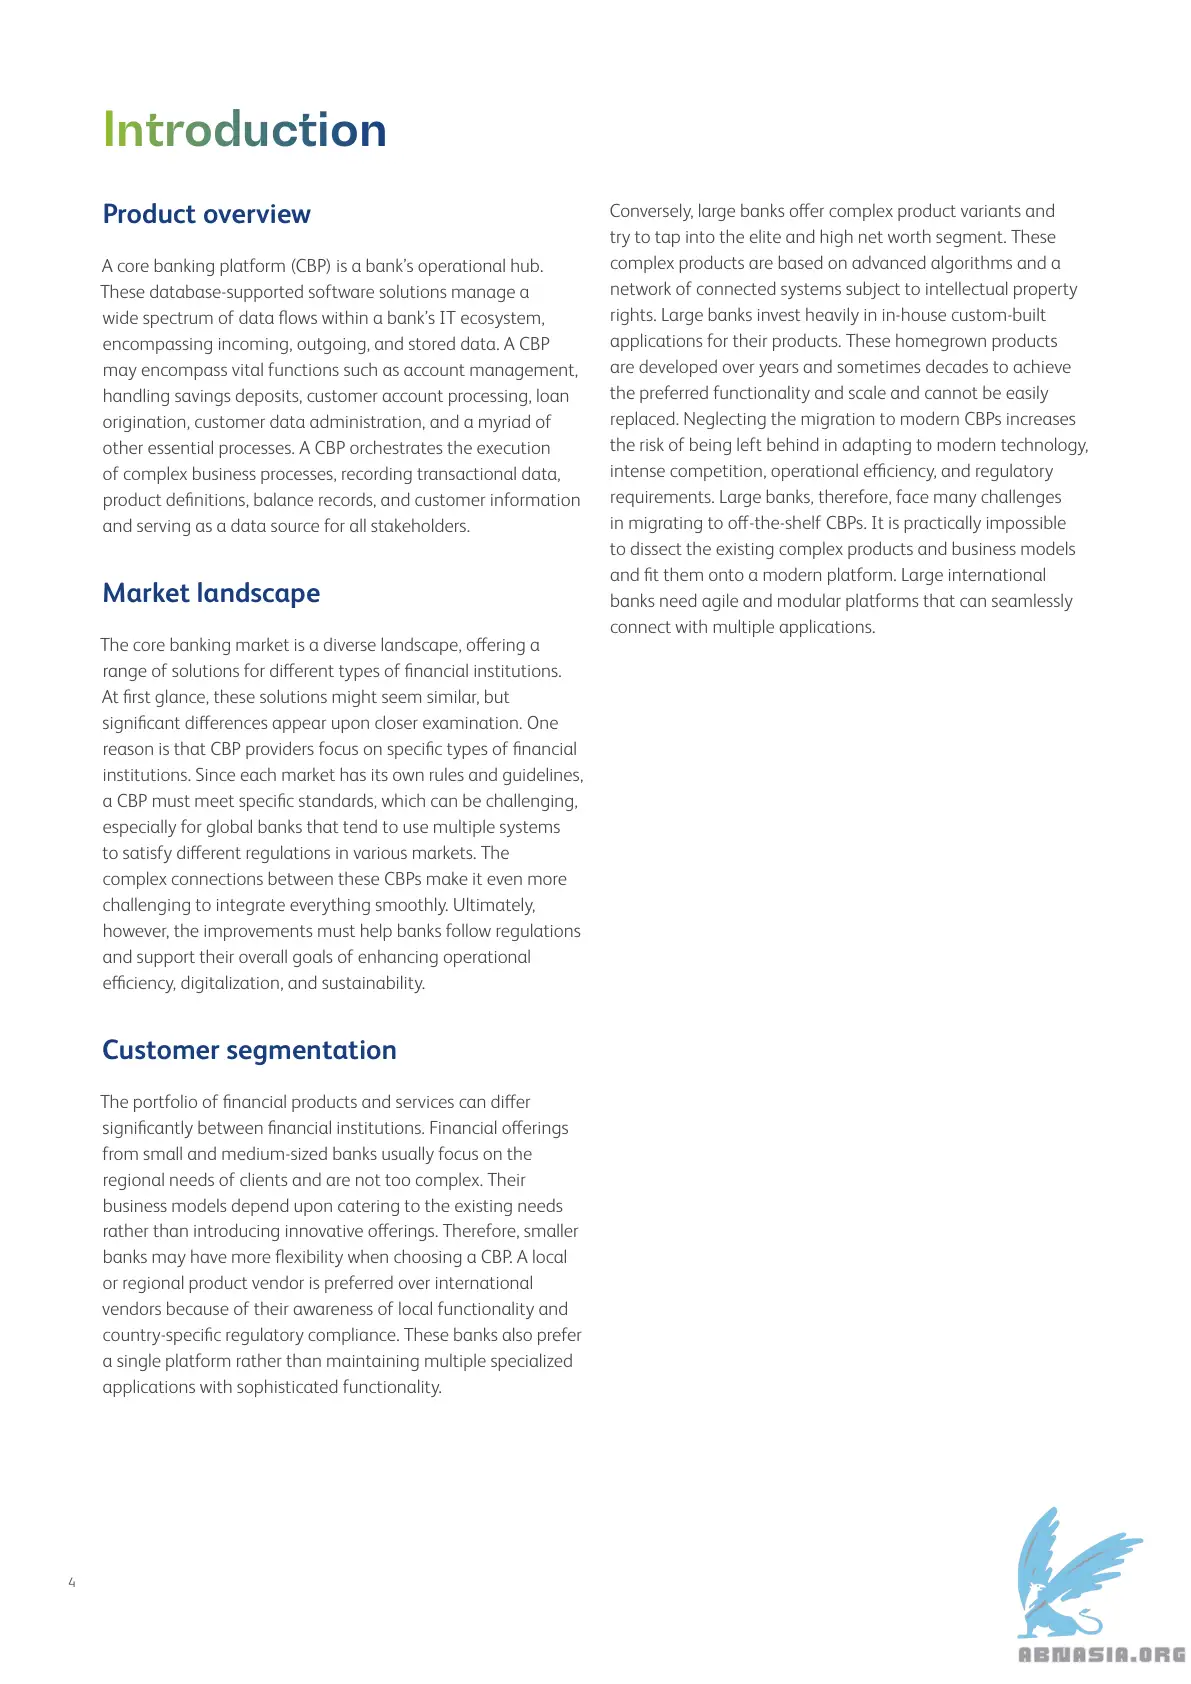 Introduction
Product overview
A core banking platform (CBP) is a bank’s operational hub.
These database-supported software solutions manage a
wide spectrum of data flows within a bank’s IT ecosystem,
encompassing incoming, outgoing, and stored data. A CBP
may encompass vital functions such as account management,
handling savings deposits, customer account processing, loan
origination, customer data administration, and a myriad of
other essential processes. A CBP orchestrates the execution
of complex business processes, recording transactional data,
product definitions, balance records, and customer information
and serving as a data source for all stakeholders.
Market landscape
The core banking market is a diverse landscape, offering a
range of solutions for different types of financial institutions.
At first glance, these solutions might seem similar, but
significant differences appear upon closer examination. One
reason is that CBP providers focus on specific types of financial
institutions. Since each market has its own rules and guidelines,
a CBP must meet specific standards, which can be challenging,
especially for global banks that tend to use multiple systems
to satisfy different regulations in various markets. The
complex connections between these CBPs make it even more
challenging to integrate everything smoothly. Ultimately,
however, the improvements must help banks follow regulations
and support their overall goals of enhancing operational
efficiency, digitalization, and sustainability.
Customer segmentation
The portfolio of financial products and services can differ
significantly between financial institutions. Financial offerings
from small and medium-sized banks usually focus on the
regional needs of clients and are not too complex. Their
business models depend upon catering to the existing needs
rather than introducing innovative offerings. Therefore, smaller
banks may have more flexibility when choosing a CBP. A local
or regional product vendor is preferred over international
vendors because of their awareness of local functionality and
country-specific regulatory compliance. These banks also prefer
a single platform rather than maintaining multiple specialized
applications with sophisticated functionality.
Conversely, large banks offer complex product variants and
try to tap into the elite and high net worth segment. These
complex products are based on advanced algorithms and a
network of connected systems subject to intellectual property
rights. Large banks invest heavily in in-house custom-built
applications for their products. These homegrown products
are developed over years and sometimes decades to achieve
the preferred functionality and scale and cannot be easily
replaced. Neglecting the migration to modern CBPs increases
the risk of being left behind in adapting to modern technology,
intense competition, operational efficiency, and regulatory
requirements. Large banks, therefore, face many challenges
in migrating to off-the-shelf CBPs. It is practically impossible
to dissect the existing complex products and business models
and fit them onto a modern platform. Large international
banks need agile and modular platforms that can seamlessly
connect with multiple applications.
4
ABNASIA.ORG